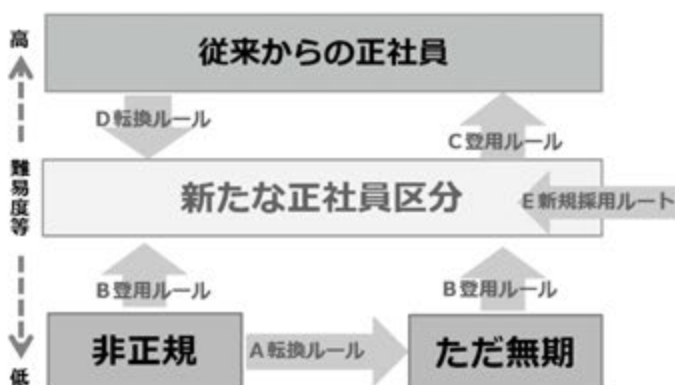 高
従来からの正社員
D転換ルール
C登用ルール
難易度等
新たな正社員区分
E新規採用ルート
B登用ルール
B登用ルール
非正規
A転換ルール
ただ無期
低